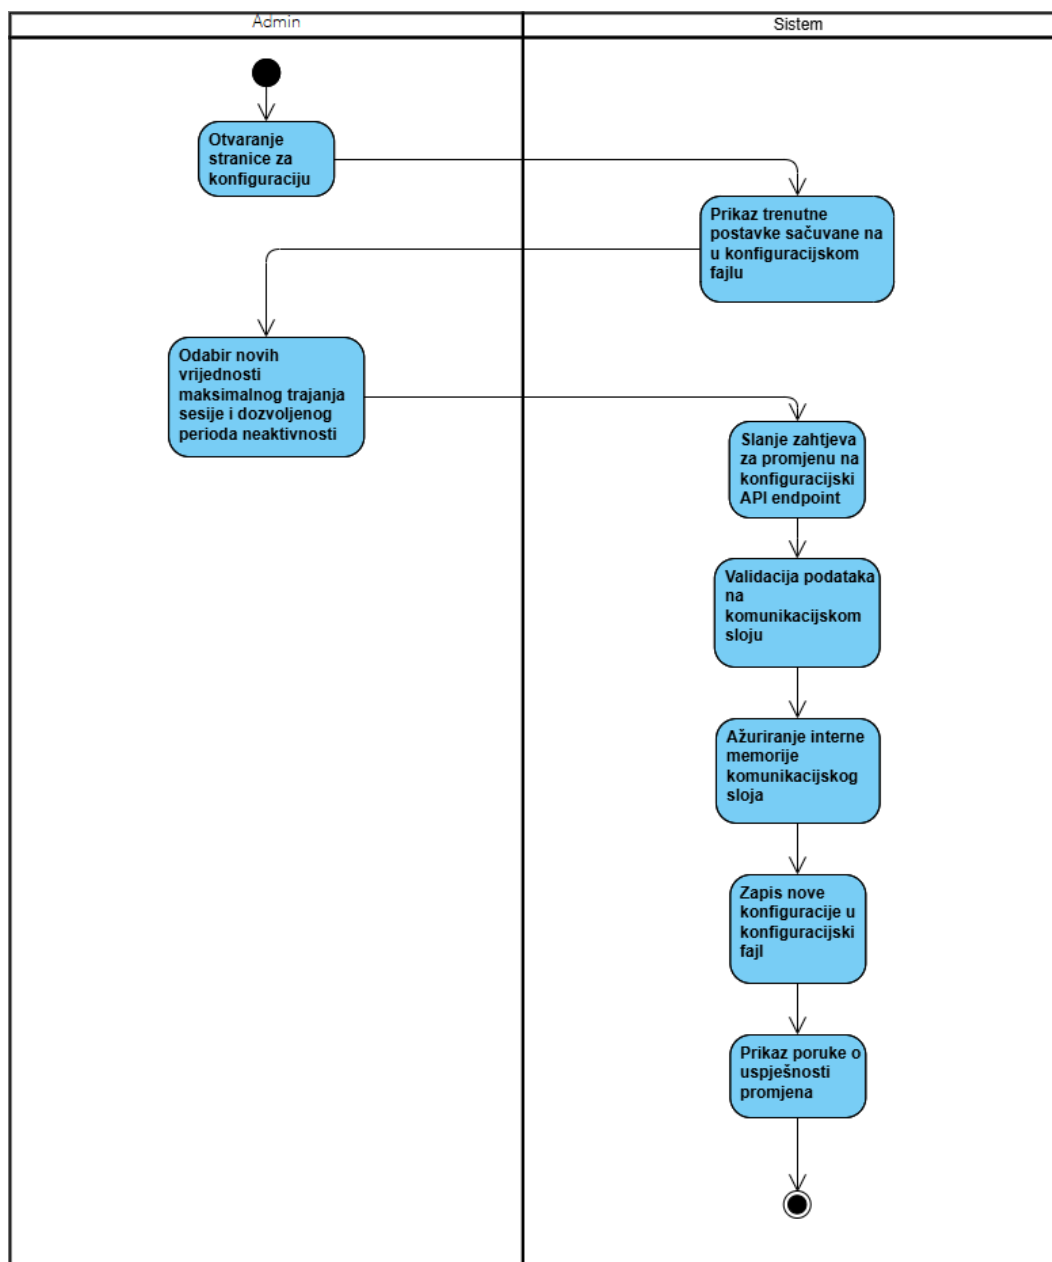 Admin
Sistem
Otvaranje
stranice za
konfiguraciju
Prikaz trenutne
postavke sačuvane na
u konfiguracijskom
fajlu
Odabir novih
vrijednosti
maksimalnog trajanja
sesije i dozvoljenog
perioda neaktivnosti
Slanje zahtjeva
za promjenu na
konfiguracijski
API endpoint
Validacija podataka
na
komunikacijskom
sloju
Ažuriranje interne
memorije
komunikacijskog
sloja
Zapis nove
konfiguracije u
konfiguracijski
fajl
Prikaz poruke o
uspješnosti
promjena